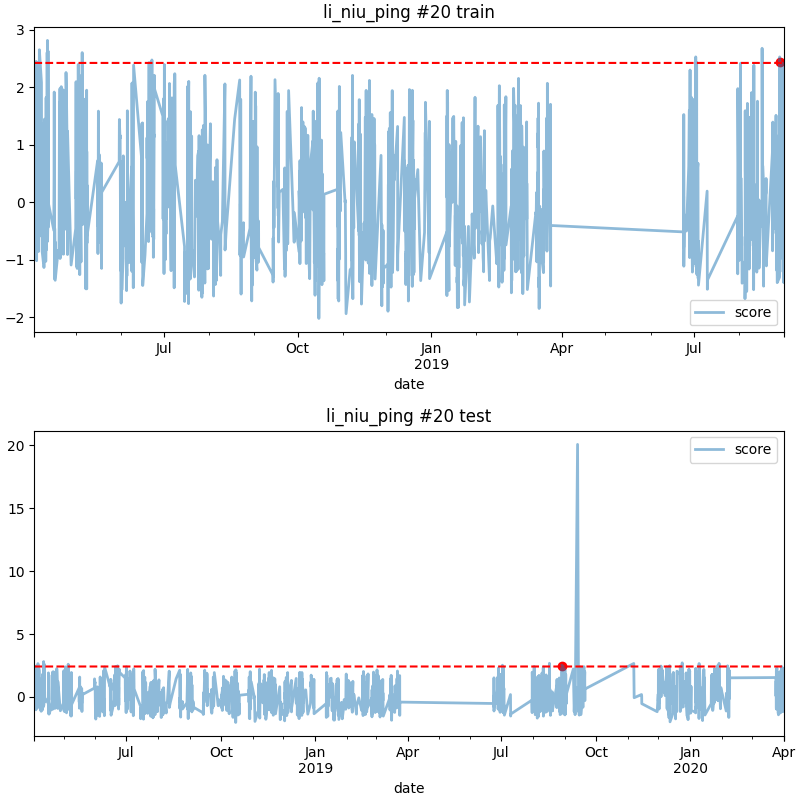 li_niu_ping #20 train
3
2
1
0
−1
−2
score
Jul
Oct
Jan
2019
Apr
Jul
date
li_niu_ping #20 test
20
15
10
5
0
score
Jul
Oct
Jan
2019
Apr
Jul
Oct
Jan
2020
Apr
date